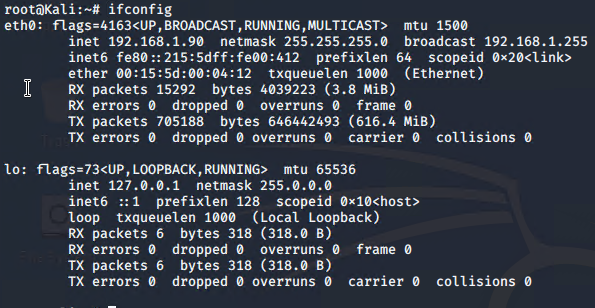 root@Kali:~# ifconfig
eth0: flags=4163<UP,BROADCAST,RUNNING,MULTICAST>  mtu 1500
        inet 192.168.1.90  netmask 255.255.255.0  broadcast 192.168.1.255
        inet6 fe80::215:5dff:fe00:412  prefixlen 64  scopeid 0×20<link>
        ether 00:15:5d:00:04:12  txqueuelen 1000  (Ethernet)
        RX packets 15292  bytes 4039223 (3.8 MiB)
        RX errors 0  dropped 0  overruns 0  frame 0
        TX packets 705188  bytes 646442493 (616.4 MiB)
        TX errors 0  dropped 0 overruns 0  carrier 0  collisions 0
lo: flags=73<UP,LOOPBACK,RUNNING>  mtu 65536
        inet 127.0.0.1  netmask 255.0.0.0
        inet6 ::1  prefixlen 128  scopeid 0×10<host>
        loop  txqueuelen 1000  (Local Loopback)
        RX packets 6  bytes 318 (318.0 B)
        RX errors 0  dropped 0  overruns 0  frame 0
        TX packets 6  bytes 318 (318.0 B)
        TX errors 0  dropped 0 overruns 0  carrier 0  collisions 0